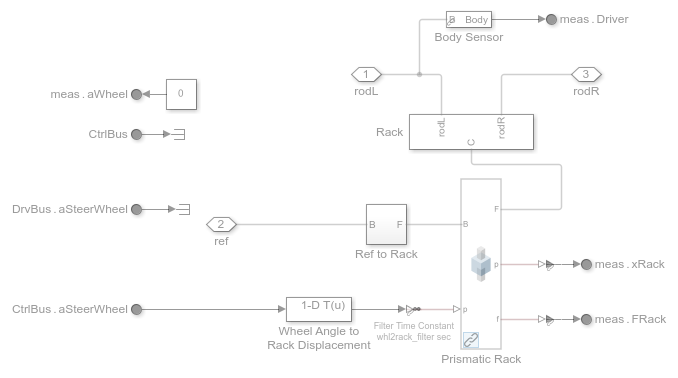 B Body
meas.Driver
Body Sensor
1
rodL
3
rodR
meas.aWheel
0
CtrlBus
Rack
rodL
rodR
C
DrvBus.aSteerWheel
2
ref
B F
Ref to Rack
B
F
p
meas.xRack
CtrlBus.aSteerWheel
1-D T(u)
Wheel Angle to
Rack Displacement
Filter Time Constant
whl2rack_filter sec
p
f
meas.FRack
Prismatic Rack